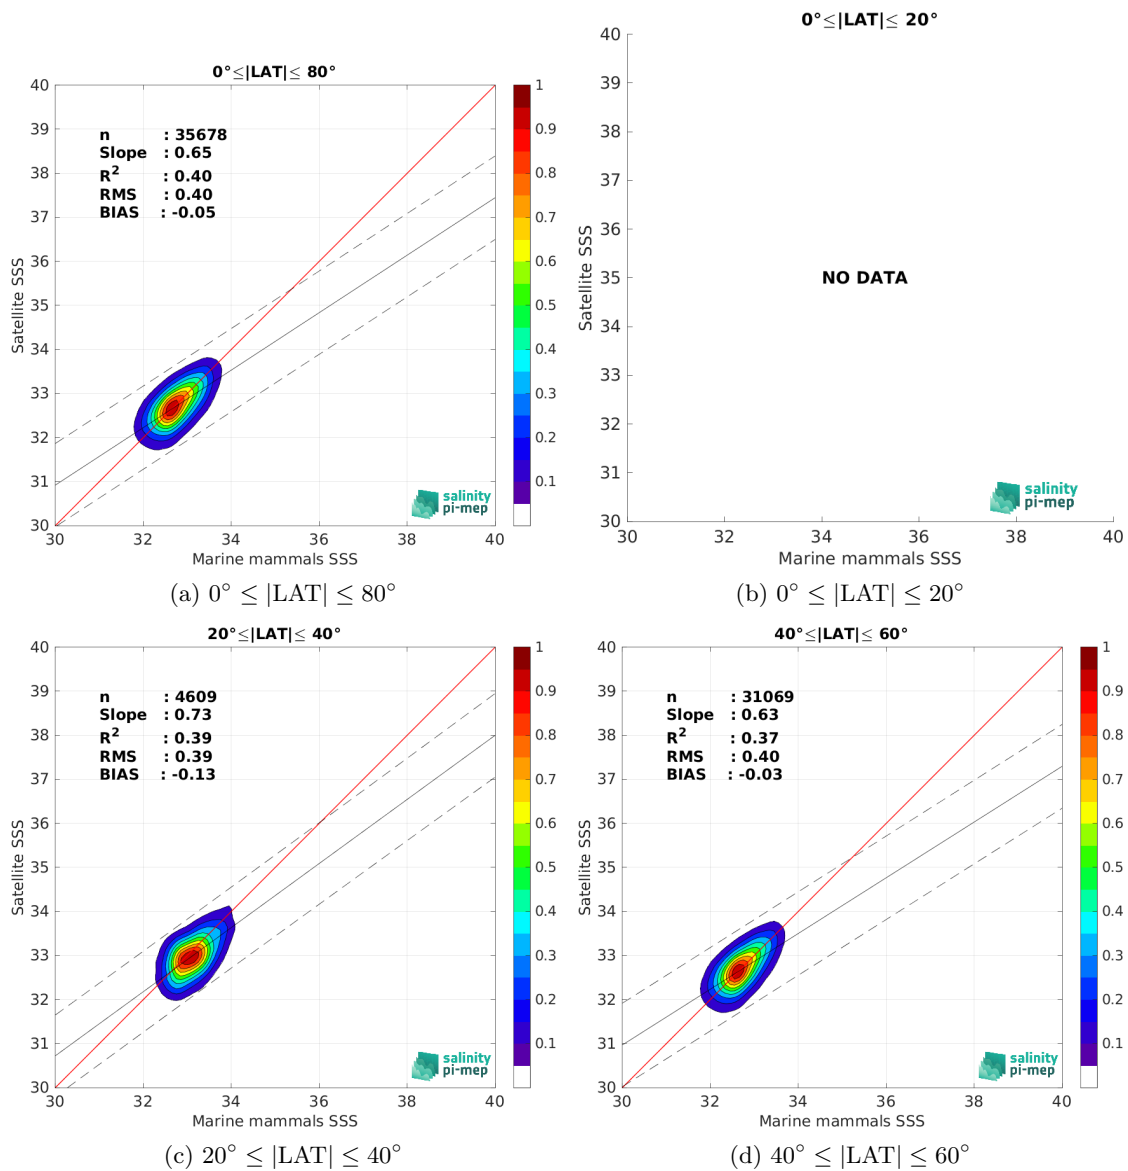 0°≤|LAT|≤ 80°
40
39
38
37
36
35
34
33
32
31
30
Satellite SSS
n : 35678
Slope : 0.65
R² : 0.40
RMS : 0.40
BIAS : -0.05
salinity
pi-mep
30 32 34 36 38 40
Marine mammals SSS
1
0.9
0.8
0.7
0.6
0.5
0.4
0.3
0.2
0.1
(a) 0° ≤ |LAT| ≤ 80°
0°≤|LAT|≤ 20°
40
39
38
37
36
35
34
33
32
31
30
Satellite SSS
NO DATA
salinity
pi-mep
30 32 34 36 38 40
Marine mammals SSS
(b) 0° ≤ |LAT| ≤ 20°
20°≤|LAT|≤ 40°
40
39
38
37
36
35
34
33
32
31
30
Satellite SSS
n : 4609
Slope : 0.73
R² : 0.39
RMS : 0.39
BIAS : -0.13
salinity
pi-mep
30 32 34 36 38 40
Marine mammals SSS
1
0.9
0.8
0.7
0.6
0.5
0.4
0.3
0.2
0.1
(c) 20° ≤ |LAT| ≤ 40°
40°≤|LAT|≤ 60°
40
39
38
37
36
35
34
33
32
31
30
Satellite SSS
n : 31069
Slope : 0.63
R² : 0.37
RMS : 0.40
BIAS : -0.03
salinity
pi-mep
30 32 34 36 38 40
Marine mammals SSS
1
0.9
0.8
0.7
0.6
0.5
0.4
0.3
0.2
0.1
(d) 40° ≤ |LAT| ≤ 60°